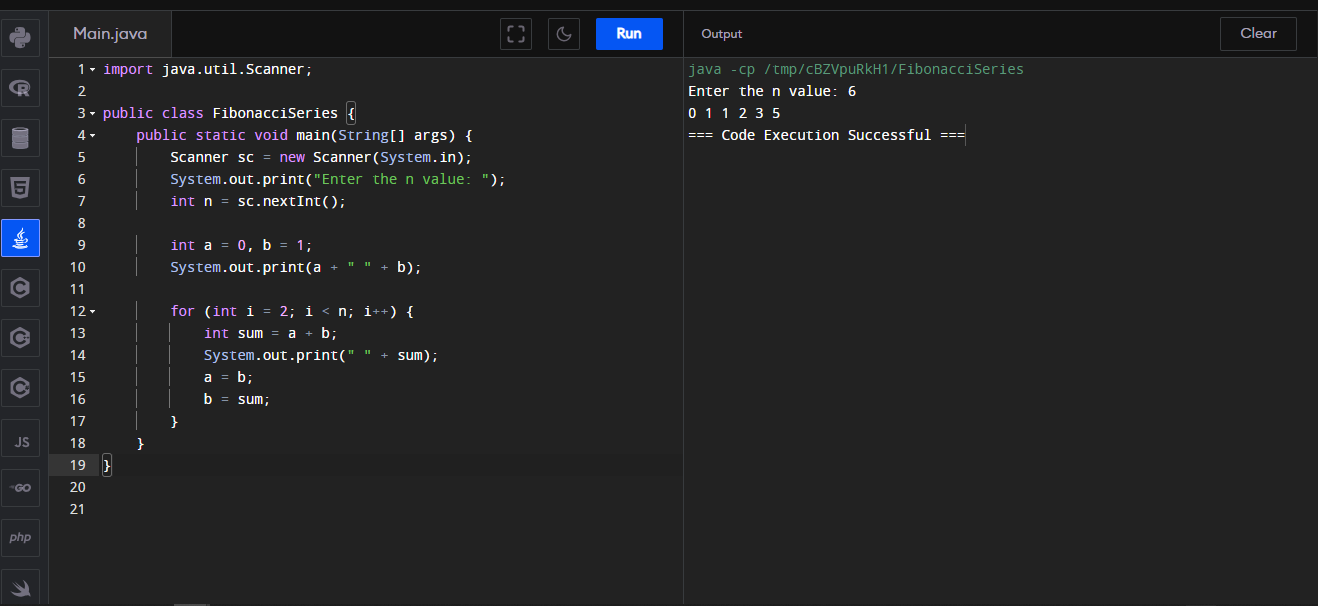 Main.java
Run
Output
Clear
1 import java.util.Scanner;
2
3 public class FibonacciSeries {
4     public static void main(String[] args) {
5         Scanner sc = new Scanner(System.in);
6         System.out.print("Enter the n value: ");
7         int n = sc.nextInt();
8
9         int a = 0, b = 1;
10         System.out.print(a + " " + b);
11
12         for (int i = 2; i < n; i++) {
13             int sum = a + b;
14             System.out.print(" " + sum);
15             a = b;
16             b = sum;
17         }
18     }
19 }
20
21
java -cp /tmp/cBZVpuRkH1/FibonacciSeries
Enter the n value: 6
0 1 1 2 3 5
=== Code Execution Successful ===
R
5
C
C
C
JS
GO
php